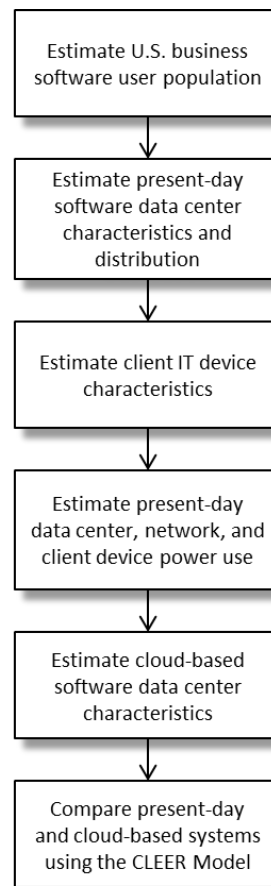 Estimate U.S. business
software user population
Estimate present-day
software data center
characteristics and
distribution
Estimate client IT device
characteristics
Estimate present-day
data center, network, and
client device power use
Estimate cloud-based
software data center
characteristics
Compare present-day
and cloud-based systems
using the CLEER Model